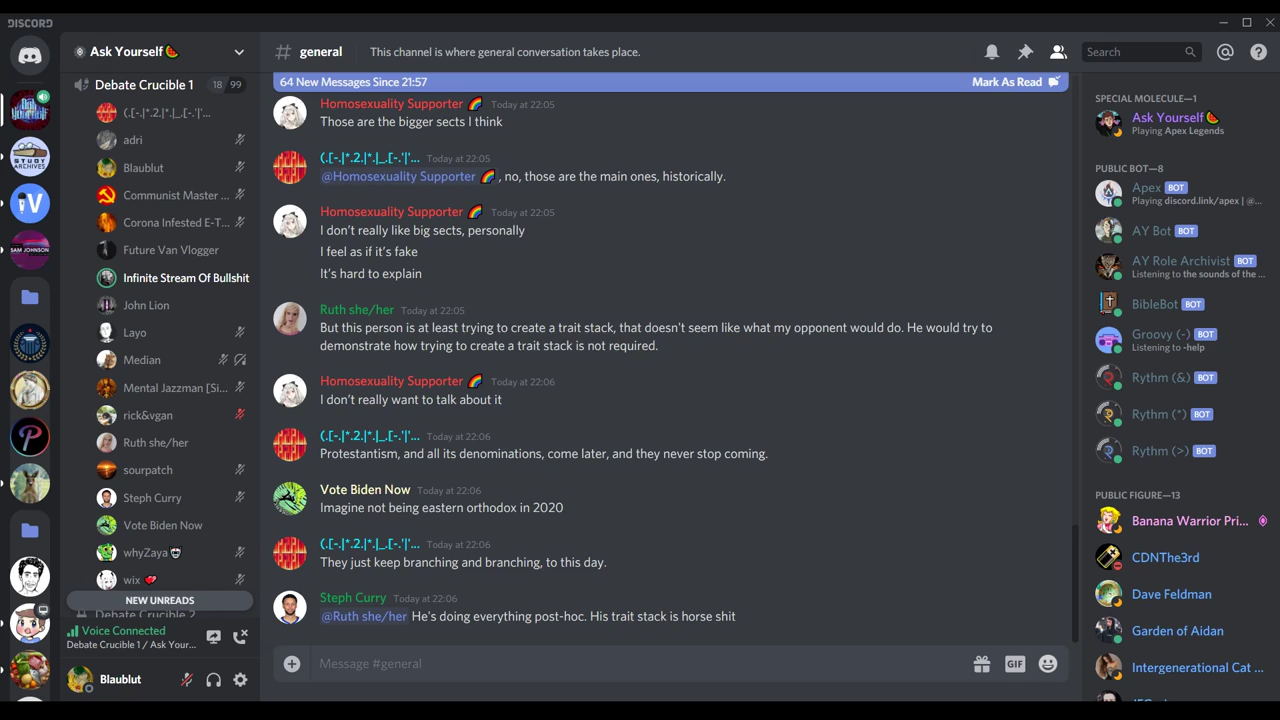 DISCORD
Ask Yourself🍉
Debate Crucible 1 18 99
(.[-.|*.2.|*.|_,[-.'|'...
adri
Blaublut
Communist Master ...
Corona Infested E-T...
Future Van Vlogger
Infinite Stream Of Bullshit
John Lion
Layo
Median
Mental Jazzman [Si...
rick&vgan
Ruth she/her
sourpatch
Steph Curry
Vote Biden Now
whyZaya💀
wix ❤️
NEW UNREADS
Debate Crucible 2
Voice Connected
Debate Crucible 1 / Ask Your...
Blaublut
# general This channel is where general conversation takes place.
Search
64 New Messages Since 21:57 Mark As Read
Homosexuality Supporter 🌈 Today at 22:05
Those are the bigger sects I think
(.[-.|*.2.|*.|_,[-.'|'... Today at 22:05
@Homosexuality Supporter 🌈 , no, those are the main ones, historically.
Homosexuality Supporter 🌈 Today at 22:05
I don't really like big sects, personally
I feel as if it's fake
It's hard to explain
Ruth she/her Today at 22:05
But this person is at least trying to create a trait stack, that doesn't seem like what my opponent would do. He would try to
demonstrate how trying to create a trait stack is not required.
Homosexuality Supporter 🌈 Today at 22:06
I don't really want to talk about it
(.[-.|*.2.|*.|_,[-.'|'... Today at 22:06
Protestantism, and all its denominations, come later, and they never stop coming.
Vote Biden Now Today at 22:06
Imagine not being eastern orthodox in 2020
(.[-.|*.2.|*.|_,[-.'|'... Today at 22:06
They just keep branching and branching, to this day.
Steph Curry Today at 22:06
@Ruth she/her He's doing everything post-hoc. His trait stack is horse shit
Message #general
GIF
SPECIAL MOLECULE—1
Ask Yourself🍉
Playing Apex Legends
PUBLIC BOT—8
Apex BOT
Playing discord.link/apex | @...
AY Bot BOT
AY Role Archivist BOT
Listening to the sounds of the ...
BibleBot BOT
Groovy (-) BOT
Listening to -help
Rythm (&) BOT
Rythm (*) BOT
Rythm (>) BOT
PUBLIC FIGURE—13
Banana Warrior Pri...
CDNThe3rd
Dave Feldman
Garden of Aidan
Intergenerational Cat ...